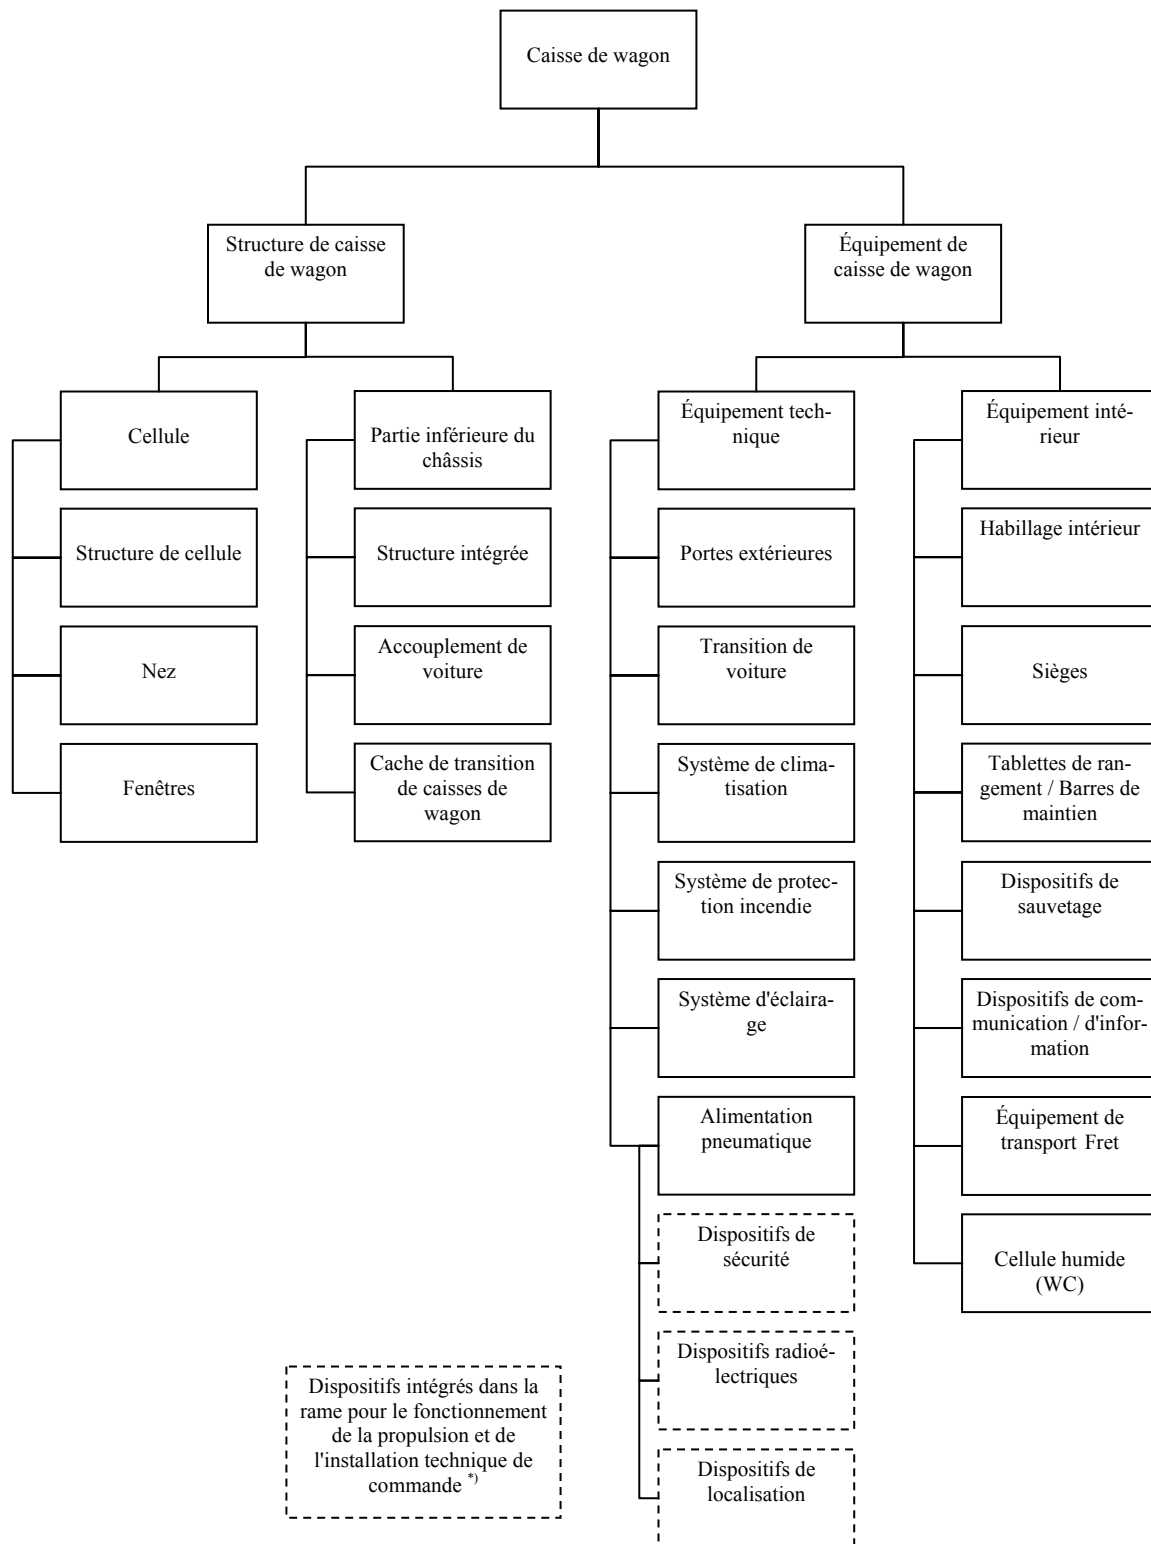 Caisse de wagon
Structure de caisse
de wagon
Équipement de
caisse de wagon
Cellule
Partie inférieure du
châssis
Équipement tech-
nique
Équipement inté-
rieur
Structure de cellule
Structure intégrée
Portes extérieures
Habillage intérieur
Nez
Accouplement de
voiture
Transition de
voiture
Sièges
Fenêtres
Cache de transition
de caisses de
wagon
Système de clima-
tisation
Tablettes de ran-
gement / Barres de
maintien
Système de protec-
tion incendie
Dispositifs de
sauvetage
Système d'éclaira-
ge
Dispositifs de com-
munication / d'infor-
mation
Alimentation
pneumatique
Équipement de
transport Fret
Dispositifs de
sécurité
Cellule humide
(WC)
Dispositifs radioé-
lectriques
Dispositifs intégrés dans la
rame pour le fonctionnement
de la propulsion et de
l'installation technique de
commande *)
Dispositifs de
localisation